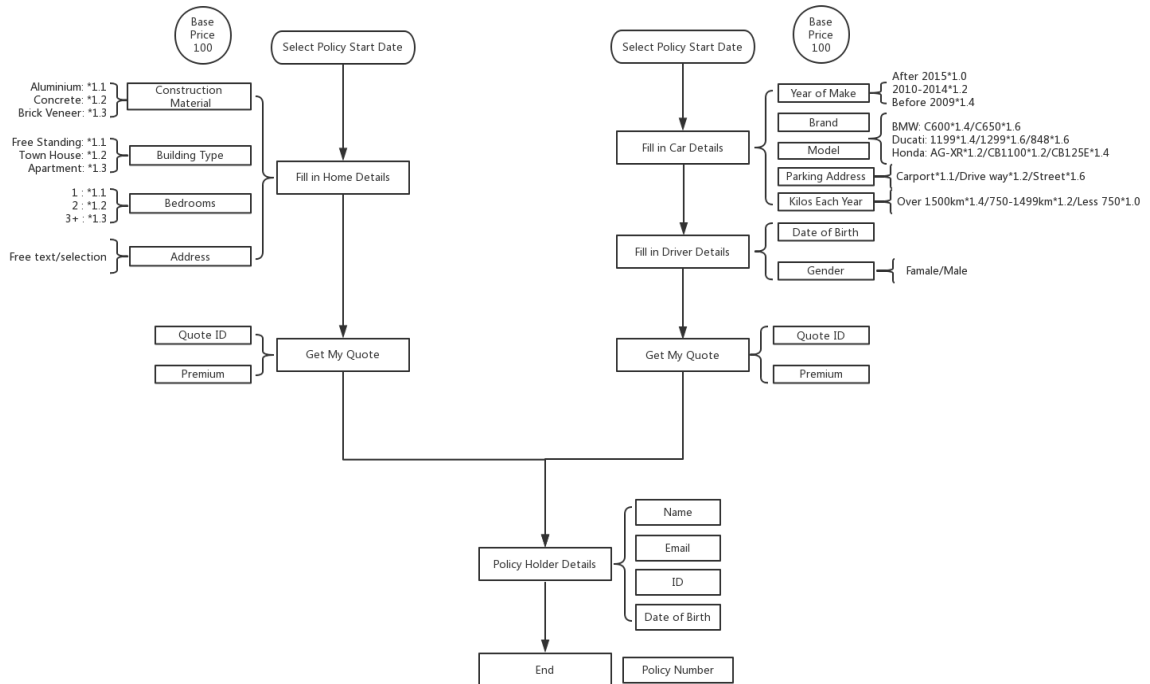 Base
Price
100
Select Policy Start Date
Aluminium: *1.1
Concrete: *1.2
Brick Veneer: *1.3
Construction
Material
Free Standing: *1.1
Town House: *1.2
Apartment: *1.3
Building Type
Fill in Home Details
1 : *1.1
2 : *1.2
3+ : *1.3
Bedrooms
Free text/selection
Address
Quote ID
Get My Quote
Premium
Select Policy Start Date
Base
Price
100
Year of Make
After 2015*1.0
2010-2014*1.2
Before 2009*1.4
Fill in Car Details
Brand
Model
BMW: C600*1.4/C650*1.6
Ducati: 1199*1.4/1299*1.6/848*1.6
Honda: AG-XR*1.2/CB1100*1.2/CB125E*1.4
Parking Address
Carport*1.1/Drive way*1.2/Street*1.6
Kilos Each Year
Over 1500km*1.4/750-1499km*1.2/Less 750*1.0
Fill in Driver Details
Date of Birth
Gender
Famale/Male
Get My Quote
Quote ID
Premium
Policy Holder Details
Name
Email
ID
Date of Birth
End
Policy Number